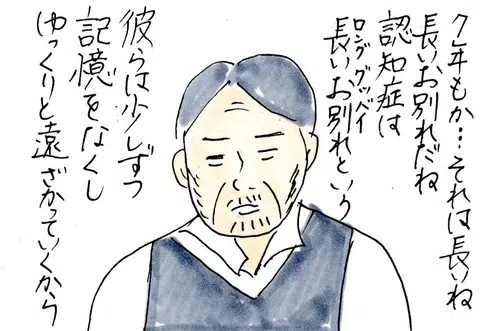 7年もか…それは長いね
長いお別れだね
認知症は
ロンググッバイ
長いお別れという
彼らは少しずつ
記憶をなくし
ゆっくりと遠ざかっていくから